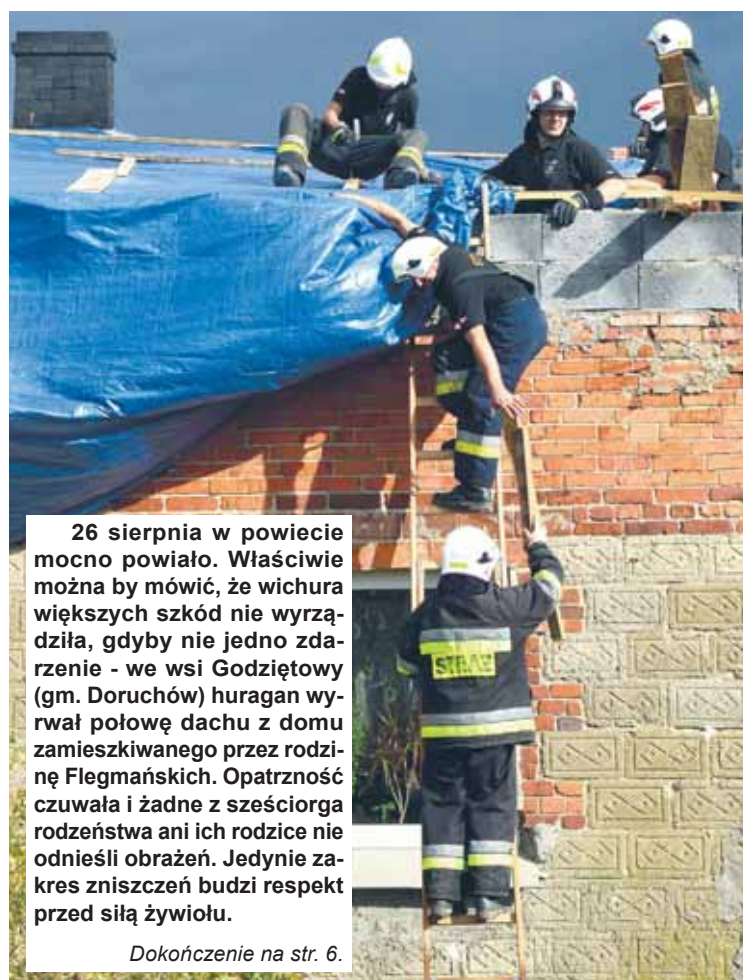 26 sierpnia w powiecie
mocno powiało. Właściwie
można by mówić, że wichura
większych szkód nie wyrzą-
dziła, gdyby nie jedno zda-
rzenie - we wsi Godziętowy
(gm. Doruchów) huragan wy-
rwał połowę dachu z domu
zamieszkiwanego przez rodzi-
nę Flegmańskich. Opatrzność
czuwała i żadne z sześciorga
rodzeństwa ani ich rodzice nie
odnieśli obrażeń. Jedynie za-
kres zniszczeń budzi respekt
przed siłą żywiołu.
Dokończenie na str. 6.
STRAŻ